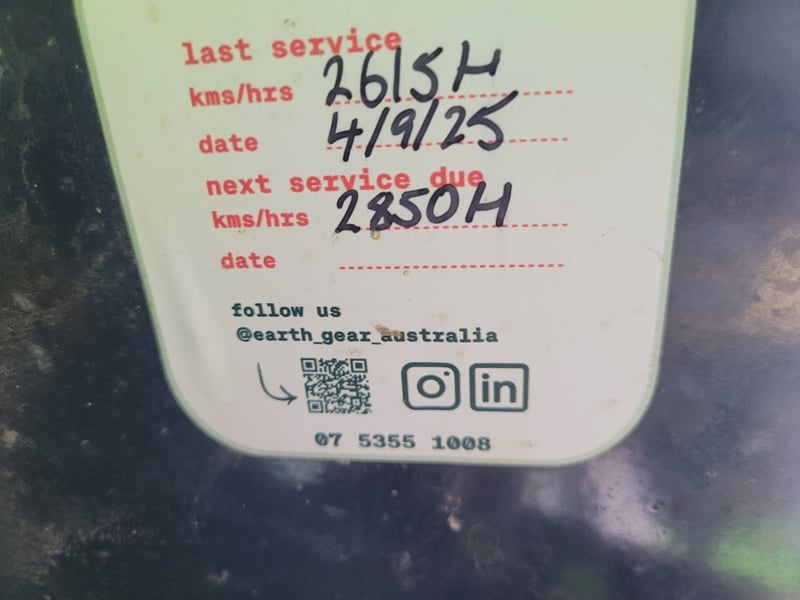 last service
kms/hrs 2615H
date 4/9/25
next service due
kms/hrs 2850H
date
follow us
@earth_gear_australia
in
07 5355 1008